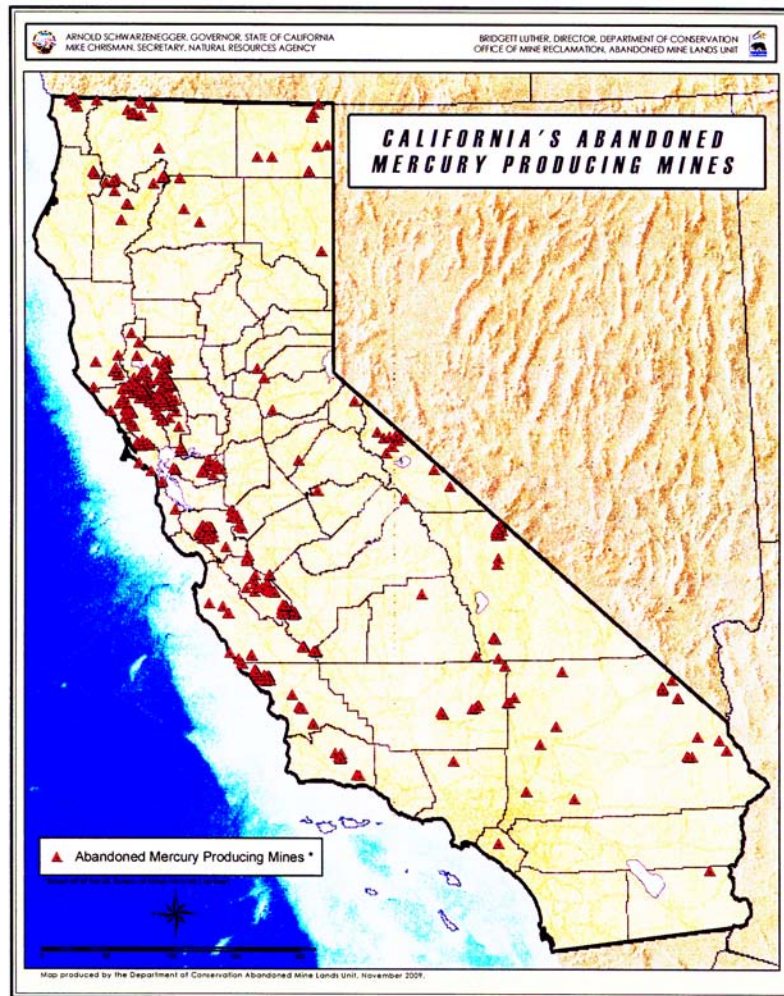 ARNOLD SCHWARZENEGGER, GOVERNOR, STATE OF CALIFORNIA
MIKE CHRISMAN, SECRETARY, NATURAL RESOURCES AGENCY
BRIDGETT LUTHER, DIRECTOR, DEPARTMENT OF CONSERVATION
OFFICE OF MINE RECLAMATION, ABANDONED MINE LANDS UNIT
CALIFORNIA'S ABANDONED
MERCURY PRODUCING MINES
Abandoned Mercury Producing Mines *
Map produced by the Department of Conservation Abandoned Mine Lands Unit, November 2009.